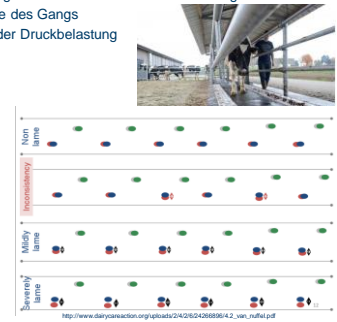 e des Gangs
der Druckbelastung
Non lame
Inconsistency
Mildly lame
Severely lame
12
http://www.dairycareaction.org/uploads/2/4/2/6/24266896/4.2_van_nuffel.pdf